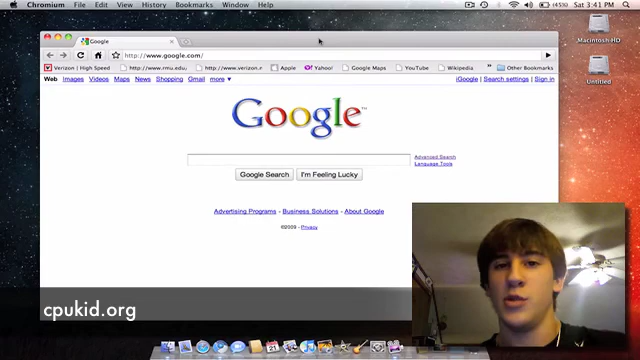 Chromium File Edit View History Bookmarks Window Help Sat 3:41 PM
Macintosh HD
Untitled
Google
http://www.google.com/
Verizon | High Speed http://www.rmu.edu, http://www.verizon.n Apple Yahoo! Google Maps YouTube Wikipedia Other Bookmarks
Web Images Videos Maps News Shopping Gmail more iGoogle | Search settings | Sign in
Google
Advanced Search
Language Tools
Google Search I'm Feeling Lucky
Advertising Programs - Business Solutions - About Google
©2009 - Privacy
cpukid.org
21